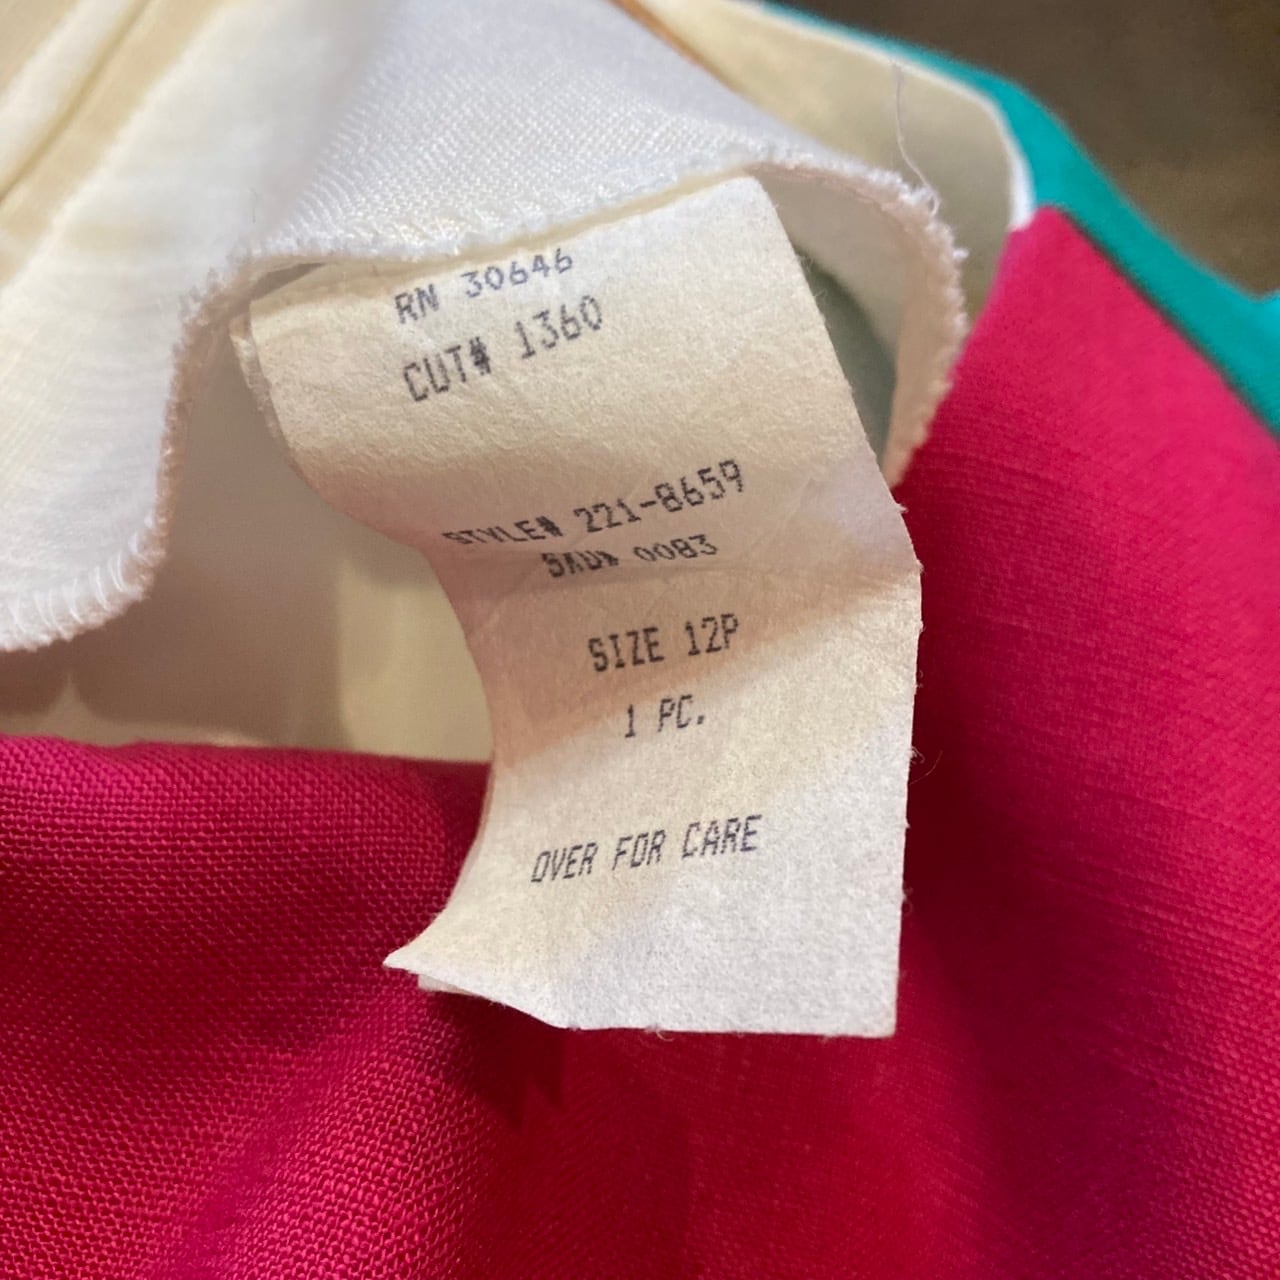 RN 30646
CUT# 1360
STYLE# 221-8659
SKU# 0083
SIZE 12P
1 PC.
OVER FOR CARE